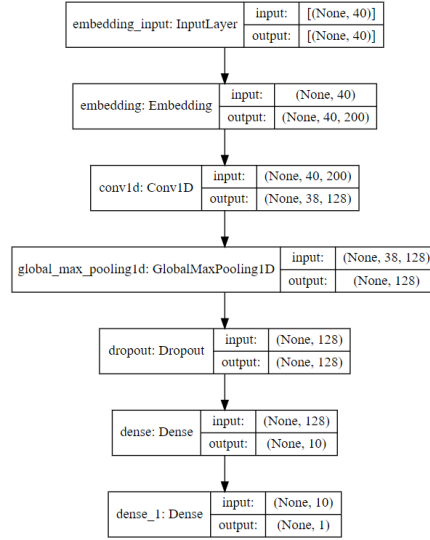 embedding_input: InputLayer input: [(None, 40)]
output: [(None, 40)]
embedding: Embedding input: (None, 40)
output: (None, 40, 200)
conv1d: Conv1D input: (None, 40, 200)
output: (None, 38, 128)
global_max_pooling1d: GlobalMaxPooling1D input: (None, 38, 128)
output: (None, 128)
dropout: Dropout input: (None, 128)
output: (None, 128)
dense: Dense input: (None, 128)
output: (None, 10)
dense_1: Dense input: (None, 10)
output: (None, 1)